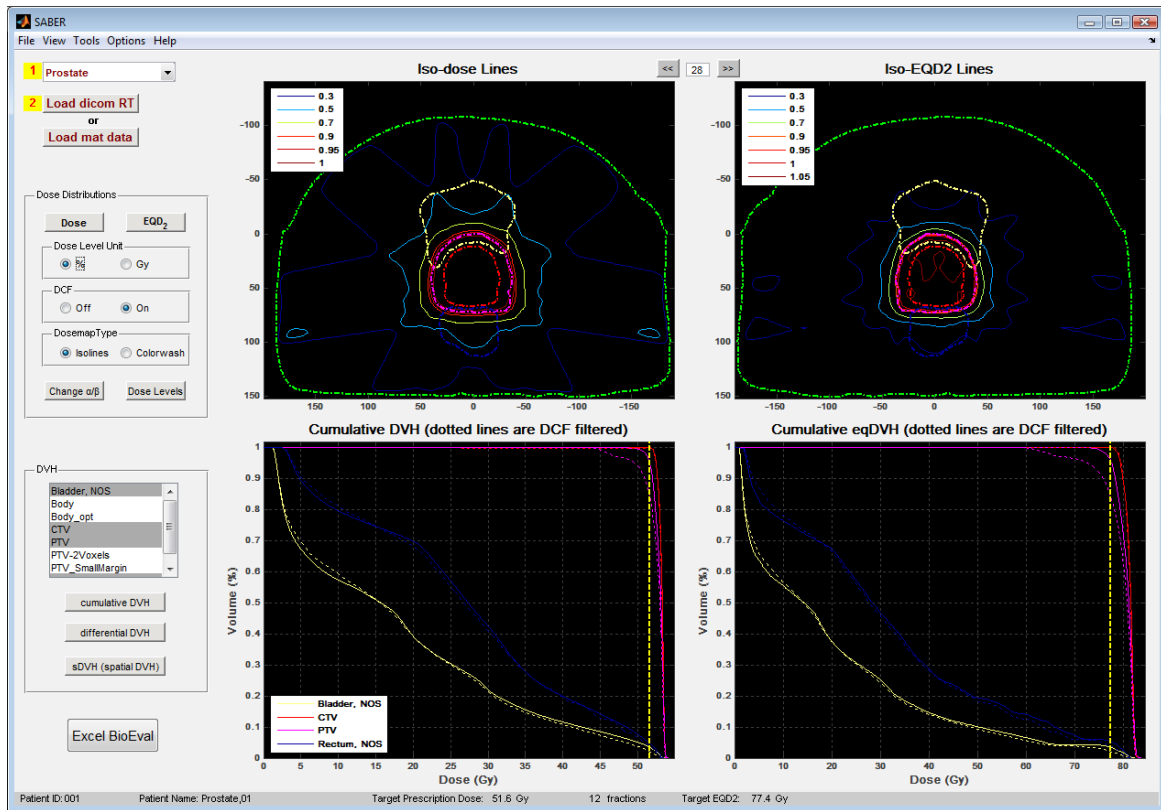 SABER
File View Tools Options Help
1 Prostate
2 Load dicom RT
or
Load mat data
Dose Distributions
Dose EQD2
Dose Level Unit
% Gy
DCF
Off On
DosemapType
Isolines Colorwash
Change α/β Dose Levels
DVH
Bladder, NOS
Body
Body_opt
CTV
PTV
PTV-2Voxels
PTV_SmallMargin
cumulative DVH
differential DVH
sDVH (spatial DVH)
Excel BioEval
Iso-dose Lines
<< 28 >>
Iso-EQD2 Lines
0.3
0.5
0.7
0.9
0.95
1
-100
-50
0
50
100
150
150 100 50 0 -50 -100 -150
0.3
0.5
0.7
0.9
0.95
1
1.05
-100
-50
0
50
100
150
150 100 50 0 -50 -100 -150
Cumulative DVH (dotted lines are DCF filtered)
Volume (%)
1
0.9
0.8
0.7
0.6
0.5
0.4
0.3
0.2
0.1
0
Bladder, NOS
CTV
PTV
Rectum, NOS
0 5 10 15 20 25 30 35 40 45 50 55
Dose (Gy)
Cumulative eqDVH (dotted lines are DCF filtered)
Volume (%)
1
0.9
0.8
0.7
0.6
0.5
0.4
0.3
0.2
0.1
0
0 10 20 30 40 50 60 70 80
Dose (Gy)
Patient ID:001 Patient Name: Prostate,01 Target Prescription Dose: 51.6 Gy 12 fractions Target EQD2: 77.4 Gy